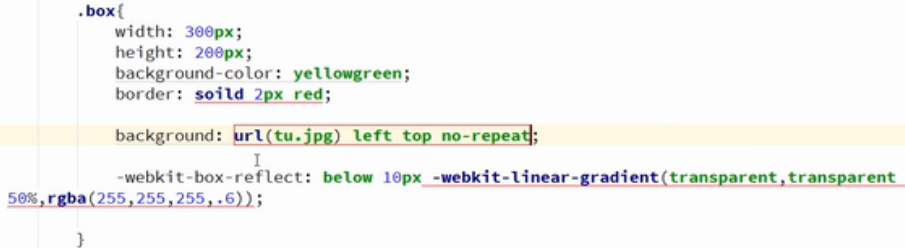 .box{
width: 300px;
height: 200px;
background-color: yellowgreen;
border: soild 2px red;
background: url(tu.jpg) left top no-repeat;
-webkit-box-reflect: below 10px -webkit-linear-gradient(transparent,transparent
50%,rgba(255,255,255,.6));
}